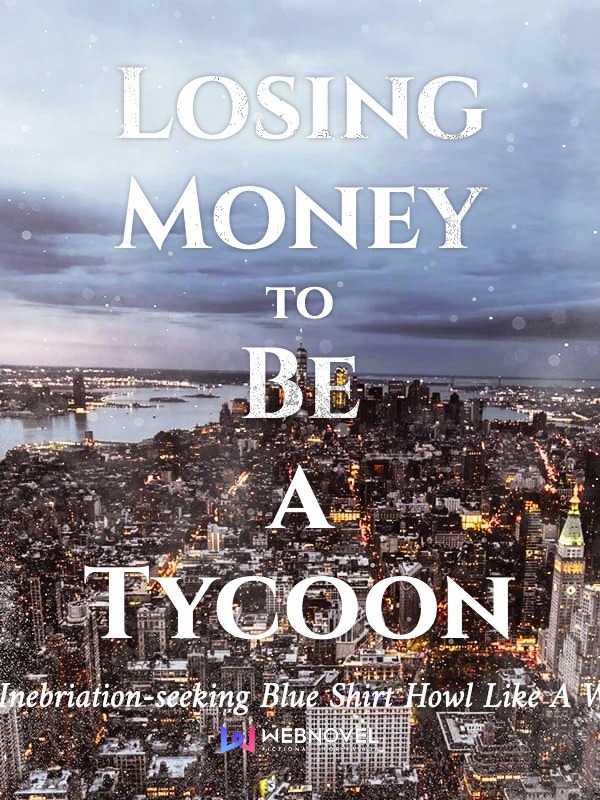 LOSING
MONEY
TO
BE
A
TYCOON
Inebriation-seeking Blue Shirt Howl Like A W
WEBNOVEL